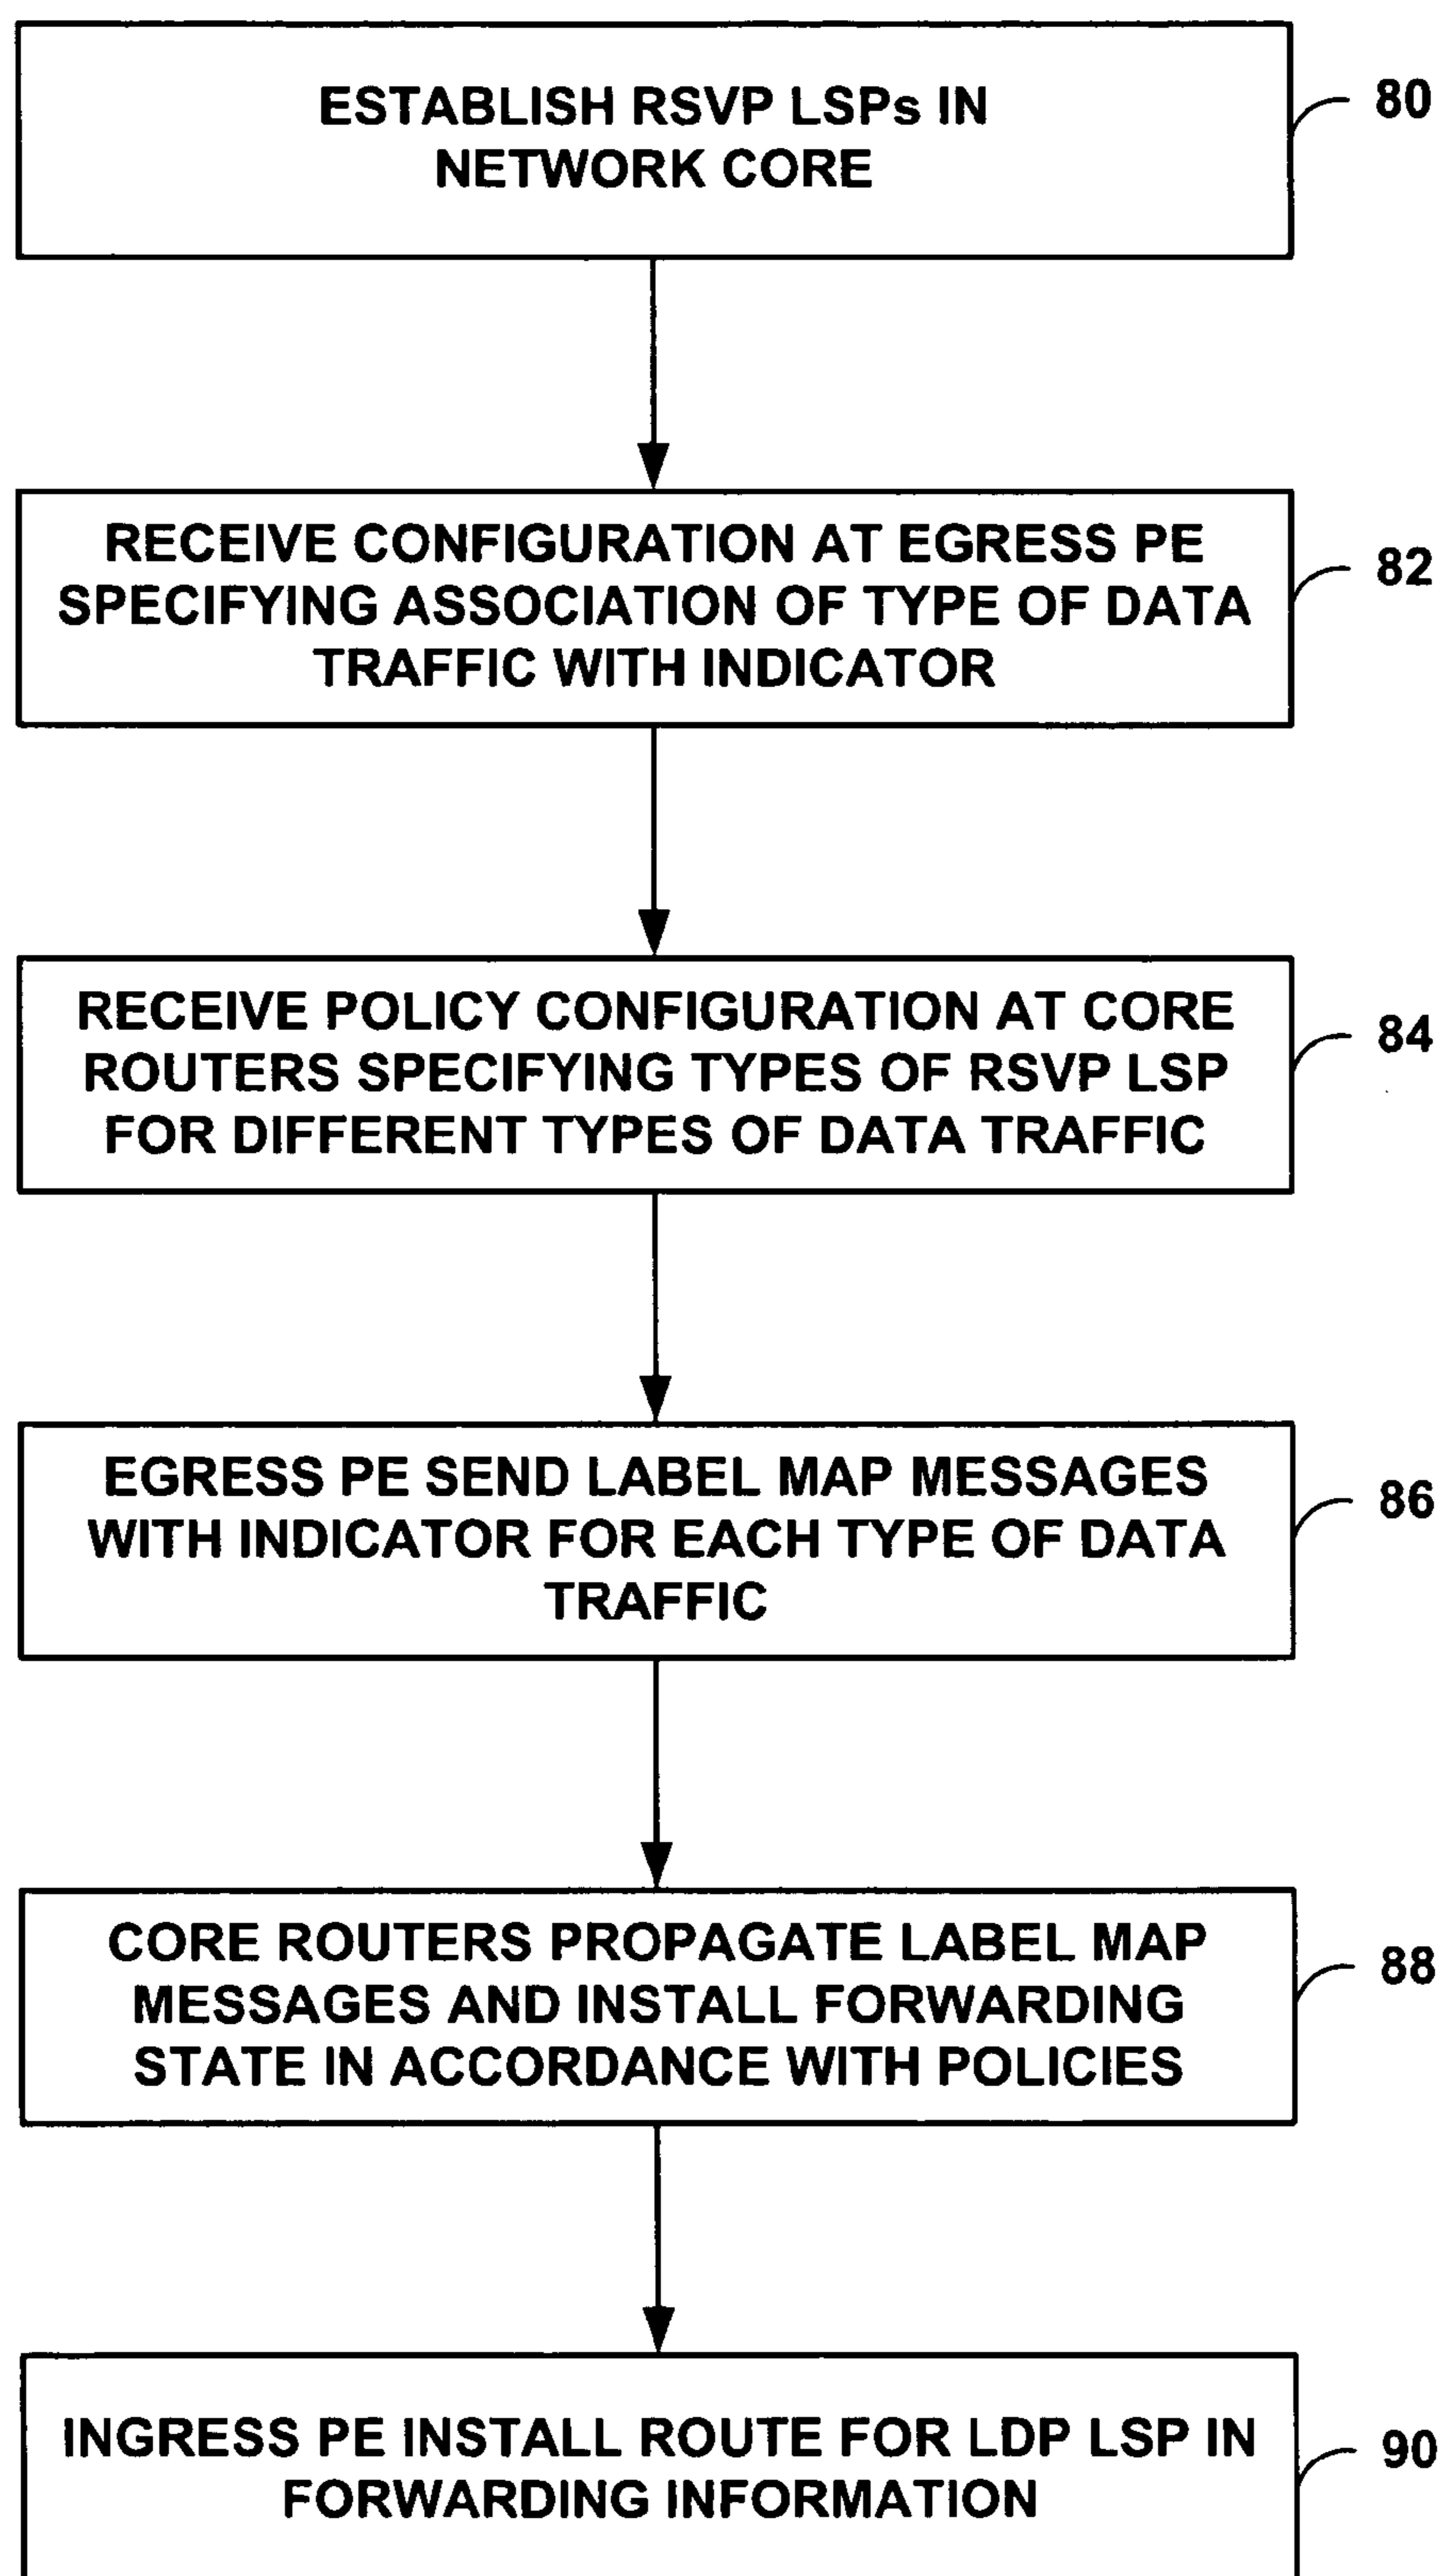 ESTABLISH RSVP LSPs IN
NETWORK CORE
80
RECEIVE CONFIGURATION AT EGRESS PE
SPECIFYING ASSOCIATION OF TYPE OF DATA
TRAFFIC WITH INDICATOR
82
RECEIVE POLICY CONFIGURATION AT CORE
ROUTERS SPECIFYING TYPES OF RSVP LSP
FOR DIFFERENT TYPES OF DATA TRAFFIC
84
EGRESS PE SEND LABEL MAP MESSAGES
WITH INDICATOR FOR EACH TYPE OF DATA
TRAFFIC
86
CORE ROUTERS PROPAGATE LABEL MAP
MESSAGES AND INSTALL FORWARDING
STATE IN ACCORDANCE WITH POLICIES
88
INGRESS PE INSTALL ROUTE FOR LDP LSP IN
FORWARDING INFORMATION
90